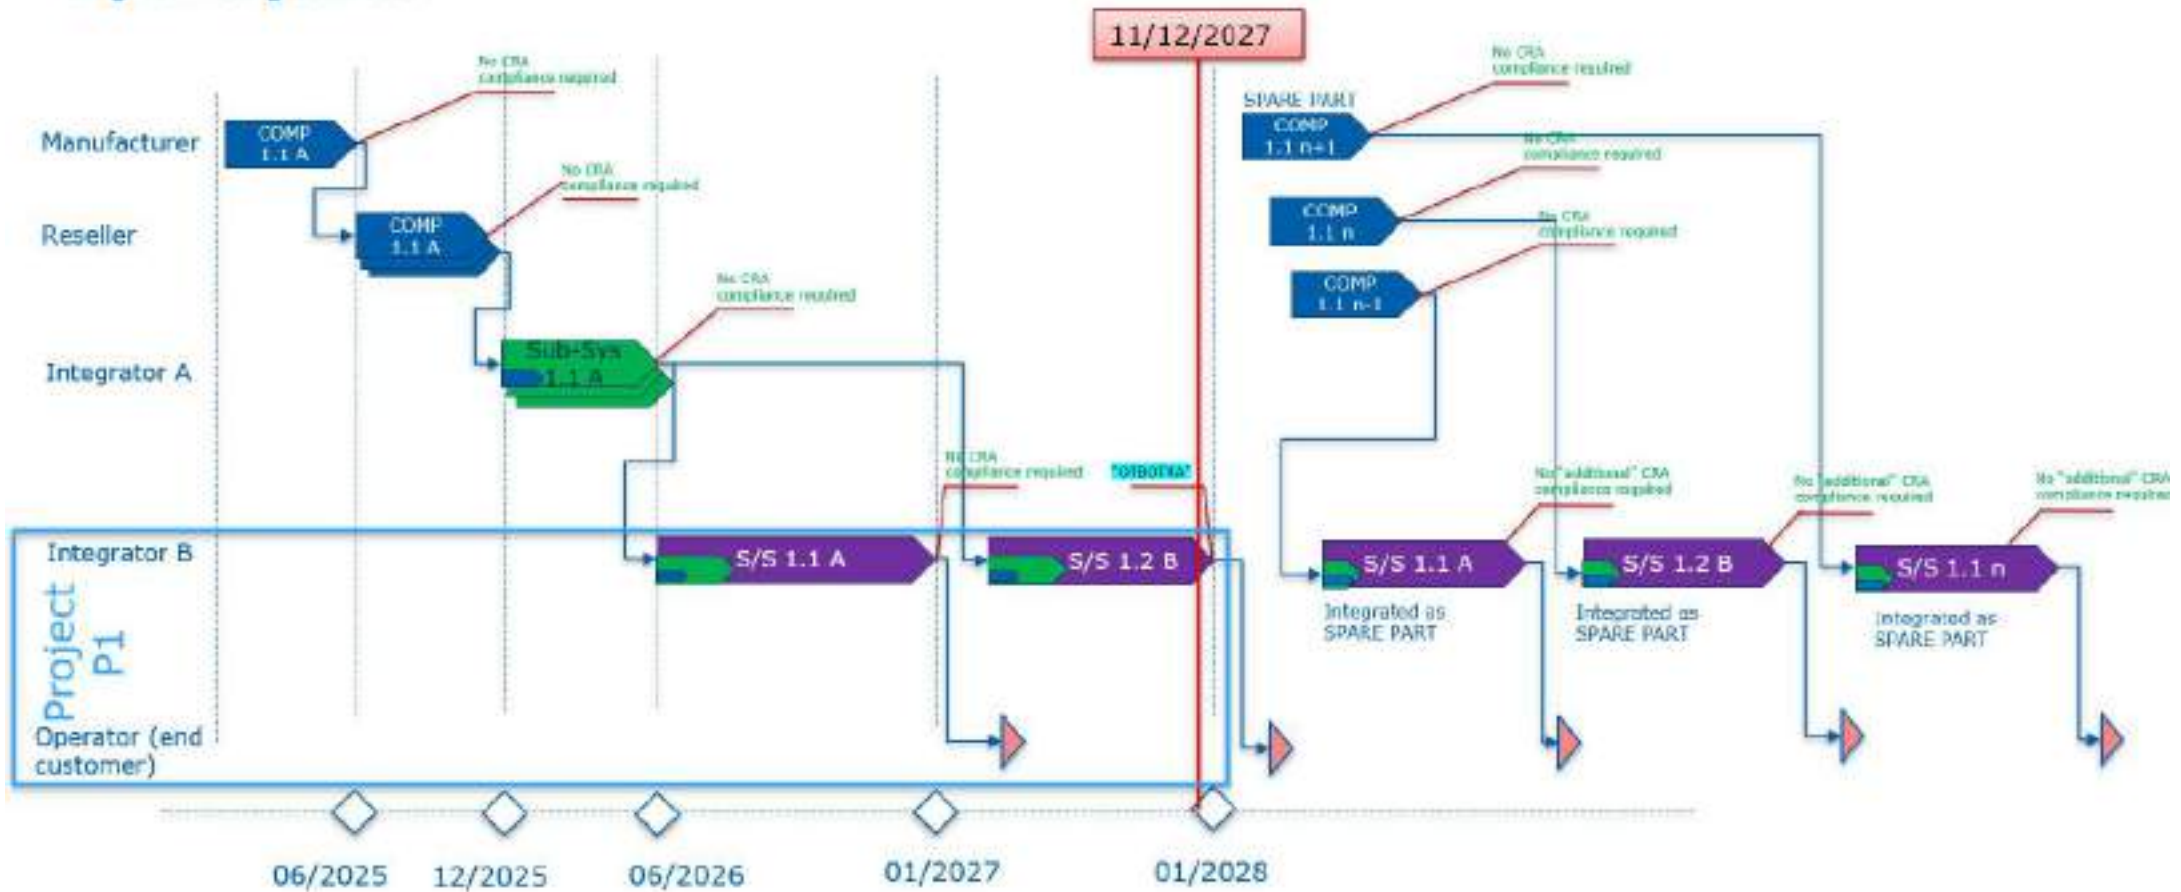 11/12/2027
No CRA
compliance required
No CRA
compliance required
SPARE PART
Manufacturer
COMP
1.1 A
COMP
1.1 n+1
No CRA
compliance required
No CRA
compliance required
Reseller
COMP
1.1 A
COMP
1.1 n
No CRA
compliance required
No CRA
compliance required
COMP
1.1 n-1
Integrator A
Sub-Sys
1.1 A
No CRA
compliance required
No "additional" CRA
compliance required
No "additional" CRA
compliance required
No "additional" CRA
compliance required
Integrator B
S/S 1.1 A
S/S 1.2 B
S/S 1.1 A
S/S 1.2 B
S/S 1.1 n
Integrated as
SPARE PART
Integrated as
SPARE PART
Integrated as
SPARE PART
Project
P1
Operator (end
customer)
06/2025
12/2025
06/2026
01/2027
01/2028